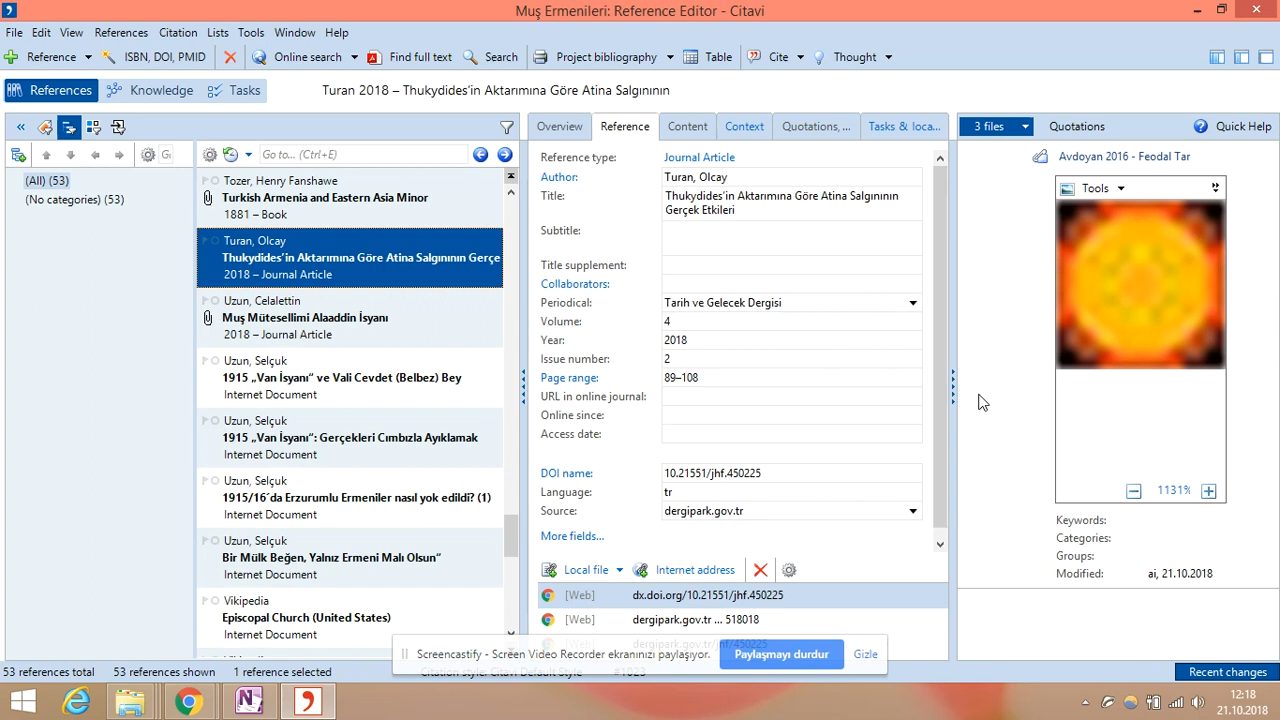 Muş Ermenileri: Reference Editor - Citavi
File Edit View References Citation Lists Tools Window Help
Reference ISBN, DOI, PMID Online search Find full text Search Project bibliography Table Cite Thought
References Knowledge Tasks Turan 2018 – Thukydides’in Aktarımına Göre Atina Salgınının
Go... (Ctrl+E)
(All) (53)
(No categories) (53)
Tozer, Henry Fanshawe
Turkish Armenia and Eastern Asia Minor
1881 – Book
Turan, Olcay
Thukydides’in Aktarımına Göre Atina Salgınının Gerçe
2018 – Journal Article
Uzun, Celalettin
Muş Mütesellimi Alaaddin İsyanı
2018 – Journal Article
Uzun, Selçuk
1915 „Van İsyanı“ ve Vali Cevdet (Belbez) Bey
Internet Document
Uzun, Selçuk
1915 „Van İsyanı“: Gerçekleri Cımbızla Ayıklamak
Internet Document
Uzun, Selçuk
1915/16´da Erzurumlu Ermeniler nasıl yok edildi? (1)
Internet Document
Uzun, Selçuk
Bir Mülk Beğen, Yalnız Ermeni Malı Olsun“
Internet Document
Vikipedia
Episcopal Church (United States)
Internet Document
Overview Reference Content Context Quotations, ... Tasks & loca...
Reference type: Journal Article
Author: Turan, Olcay
Title: Thukydides’in Aktarımına Göre Atina Salgınının
Gerçek Etkileri
Subtitle:
Title supplement:
Collaborators:
Periodical: Tarih ve Gelecek Dergisi
Volume: 4
Year: 2018
Issue number: 2
Page range: 89–108
URL in online journal:
Online since:
Access date:
DOI name: 10.21551/jhf.450225
Language: tr
Source: dergipark.gov.tr
More fields...
Local file Internet address
[Web] dx.doi.org/10.21551/jhf.450225
[Web] dergipark.gov.tr ... 518018
[Web] dergipark.gov.tr/jhf/450225
3 files Quotations Quick Help
Avdoyan 2016 - Feodal Tar
Tools
1131%
Keywords:
Categories:
Groups:
Modified: ai, 21.10.2018
Screencastify - Screen Video Recorder ekranınızı paylaşıyor. Paylaşmayı durdur Gizle
53 references total 53 references shown 1 reference selected Citation style: Citavi Default Style #1023 Recent changes
12:18
21.10.2018